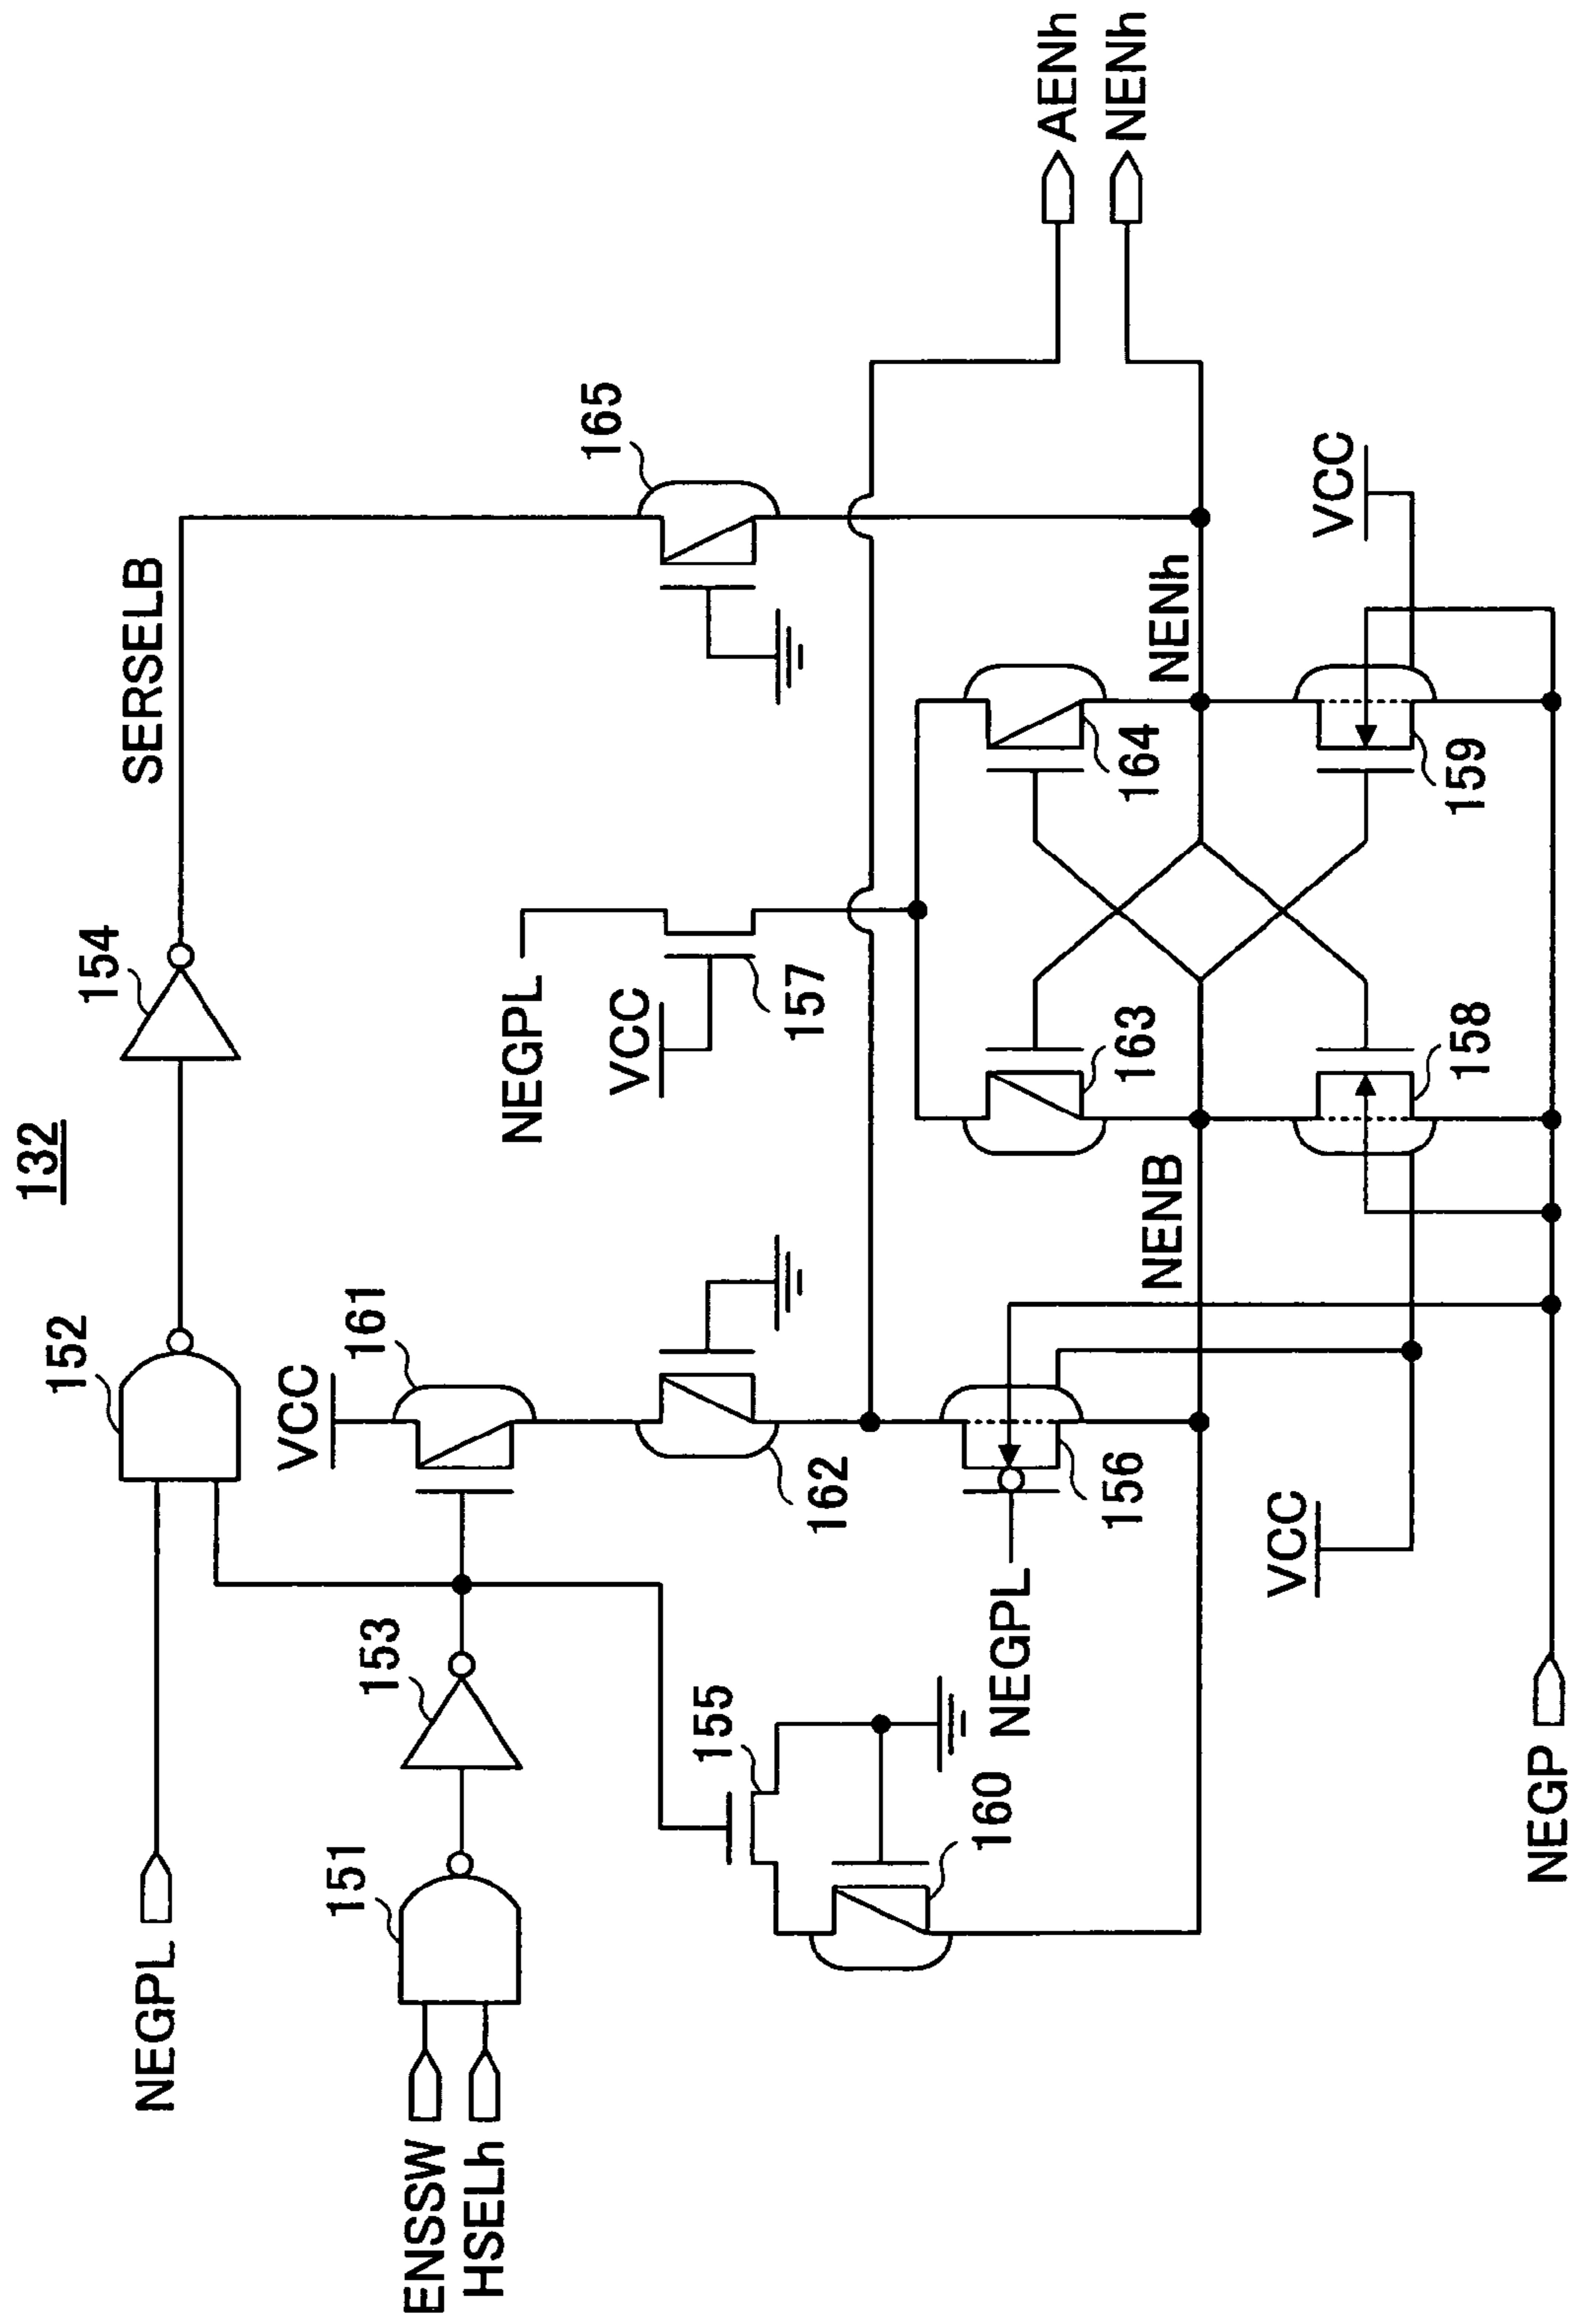 132
NEGPL
152
154
SERSELB
ENSSW
HSELh
151
153
VCC
161
162
155
160
NEGPL
156
NEGPL
VCC
157
165
AENh
NENh
163
164
NENB
NENh
158
159
VCC
VCC
NEGP